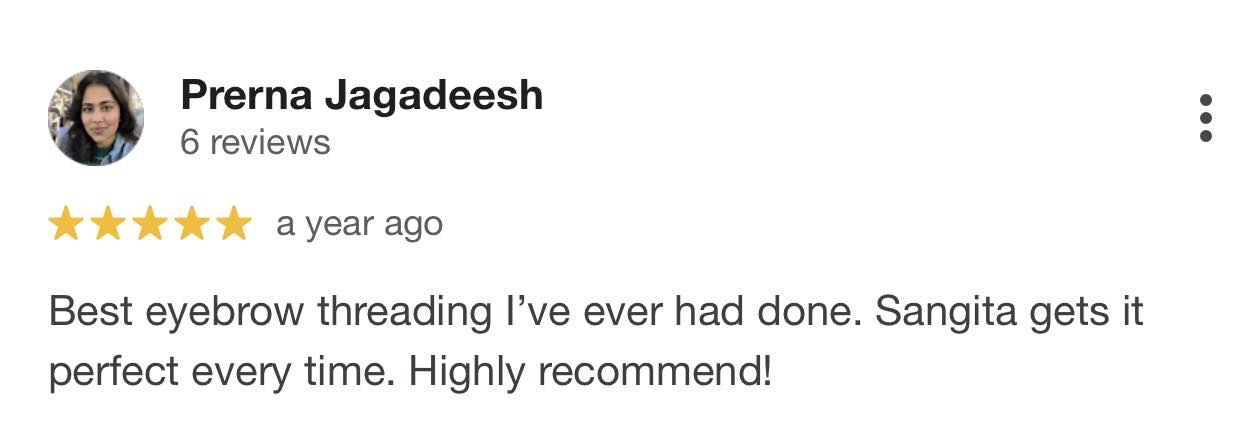 Prerna Jagadeesh
6 reviews
a year ago
Best eyebrow threading I’ve ever had done. Sangita gets it
perfect every time. Highly recommend!